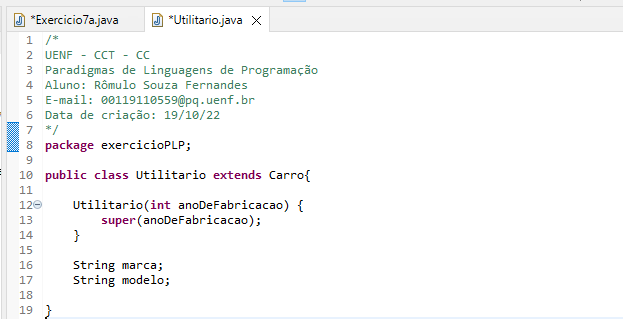 *Exercicio7a.java *Utilitario.java
1 /*
2 UENF - CCT - CC
3 Paradigmas de Linguagens de Programação
4 Aluno: Rômulo Souza Fernandes
5 E-mail: 00119110559@pq.uenf.br
6 Data de criação: 19/10/22
7 */
8 package exercicioPLP;
9
10 public class Utilitario extends Carro{
11
12 Utilitario(int anoDeFabricacao) {
13 super(anoDeFabricacao);
14 }
15
16 String marca;
17 String modelo;
18
19 }